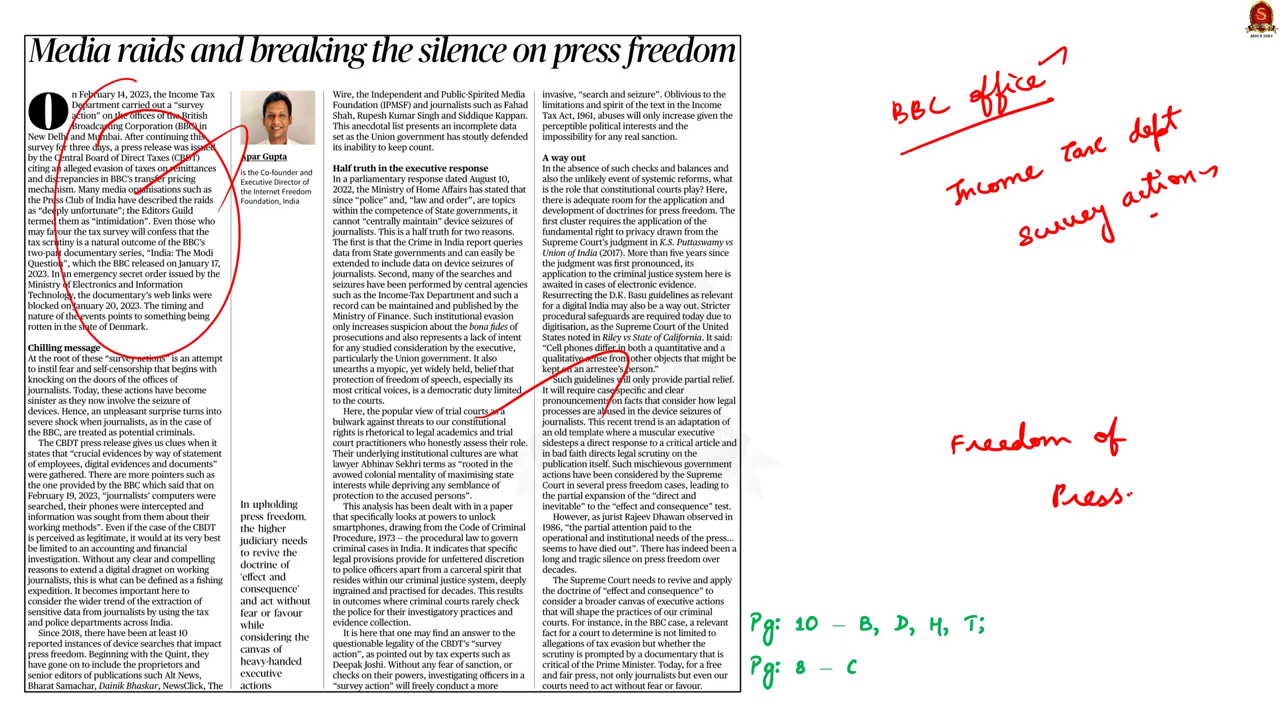 Media raids and breaking the silence on press freedom
On February 14, 2023, the Income Tax
Department carried out a “survey
action” on the offices of the British
Broadcasting Corporation (BBC) in
New Delhi and Mumbai. After continuing this
survey for three days, a press release was issued
by the Central Board of Direct Taxes (CBDT)
citing an alleged evasion of taxes on remittances
and discrepancies in BBC’s transfer pricing
mechanism. Many media organisations such as
the Press Club of India have described the raids
as “deeply unfortunate”; the Editors Guild
termed them as “intimidation”. Even those who
may favour the tax survey will confess that the
tax scrutiny is a natural outcome of the BBC’s
two-part documentary series, “India: The Modi
Question”, which the BBC released on January 17,
2023. In an emergency secret order issued by the
Ministry of Electronics and Information
Technology, the documentary’s web links were
blocked on January 20, 2023. The timing and
nature of the events points to something being
rotten in the state of Denmark.
Chilling message
At the root of these “survey actions” is an attempt
to instil fear and self-censorship that begins with
knocking on the doors of the offices of
journalists. Today, these actions have become
sinister as they now involve the seizure of
devices. Hence, an unpleasant surprise turns into
severe shock when journalists, as in the case of
the BBC, are treated as potential criminals.
The CBDT press release gives us clues when it
states that “crucial evidences by way of statement
of employees, digital evidences and documents”
were gathered. There are more pointers such as
the one provided by the BBC which said that on
February 19, 2023, “journalists’ computers were
searched, their phones were intercepted and
information was sought from them about their
working methods”. Even if the case of the CBDT
is perceived as legitimate, it would at its very best
be limited to an accounting and financial
investigation. Without any clear and compelling
reasons to extend a digital dragnet on working
journalists, this is what can be defined as a fishing
expedition. It becomes important here to
consider the wider trend of the extraction of
sensitive data from journalists by using the tax
and police departments across India.
Since 2018, there have been at least 10
reported instances of device searches that impact
press freedom. Beginning with the Quint, they
have gone on to include the proprietors and
senior editors of publications such Alt News,
Bharat Samachar, Dainik Bhaskar, NewsClick, The
Apar Gupta
is the Co-founder and
Executive Director of
the Internet Freedom
Foundation, India
In upholding
press freedom,
the higher
judiciary needs
to revive the
doctrine of
‘effect and
consequence’
and act without
fear or favour
while
considering the
canvas of
heavy-handed
executive
actions
Wire, the Independent and Public-Spirited Media
Foundation (IPMSF) and journalists such as Fahad
Shah, Rupesh Kumar Singh and Siddique Kappan.
This anecdotal list presents an incomplete data
set as the Union government has stoutly defended
its inability to keep count.
Half truth in the executive response
In a parliamentary response dated August 10,
2022, the Ministry of Home Affairs has stated that
since “police” and, “law and order”, are topics
within the competence of State governments, it
cannot “centrally maintain” device seizures of
journalists. This is a half truth for two reasons.
The first is that the Crime in India report queries
data from State governments and can easily be
extended to include data on device seizures of
journalists. Second, many of the searches and
seizures have been performed by central agencies
such as the Income-Tax Department and such a
record can be maintained and published by the
Ministry of Finance. Such institutional evasion
only increases suspicion about the bona fides of
prosecutions and also represents a lack of intent
for any studied consideration by the executive,
particularly the Union government. It also
unearths a myopic, yet widely held, belief that
protection of freedom of speech, especially its
most critical voices, is a democratic duty limited
to the courts.
Here, the popular view of trial courts as a
bulwark against threats to our constitutional
rights is rhetorical to legal academics and trial
court practitioners who honestly assess their role.
Their underlying institutional cultures are what
lawyer Abhinav Sekhri terms as “rooted in the
avowed colonial mentality of maximising state
interests while depriving any semblance of
protection to the accused persons”.
This analysis has been dealt with in a paper
that specifically looks at powers to unlock
smartphones, drawing from the Code of Criminal
Procedure, 1973 – the procedural law to govern
criminal cases in India. It indicates that specific
legal provisions provide for unfettered discretion
to police officers apart from a carceral spirit that
resides within our criminal justice system, deeply
ingrained and practised for decades. This results
in outcomes where criminal courts rarely check
the police for their investigatory practices and
evidence collection.
It is here that one may find an answer to the
questionable legality of the CBDT’s “survey
action”, as pointed out by tax experts such as
Deepak Joshi. Without any fear of sanction, or
checks on their powers, investigating officers in a
“survey action” will freely conduct a more
invasive, “search and seizure”. Oblivious to the
limitations and spirit of the text in the Income
Tax Act, 1961, abuses will only increase given the
perceptible political interests and the
impossibility for any real sanction.
A way out
In the absence of such checks and balances and
also the unlikely event of systemic reforms, what
is the role that constitutional courts play? Here,
there is adequate room for the application and
development of doctrines for press freedom. The
first cluster requires the application of the
fundamental right to privacy drawn from the
Supreme Court’s judgment in K.S. Puttaswamy vs
Union of India (2017). More than five years since
the judgment was first pronounced, its
application to the criminal justice system here is
awaited in cases of electronic evidence.
Resurrecting the D.K. Basu guidelines as relevant
for a digital India may also be a way out. Stricter
procedural safeguards are required today due to
digitisation, as the Supreme Court of the United
States noted in Riley vs State of California. It said:
“Cell phones differ in both a quantitative and a
qualitative sense from other objects that might be
kept on an arrestee’s person.”
Such guidelines will only provide partial relief.
It will require case specific and clear
pronouncements on facts that consider how legal
processes are abused in the device seizures of
journalists. This recent trend is an adaptation of
an old template where a muscular executive
sidesteps a direct response to a critical article and
in bad faith directs legal scrutiny on the
publication itself. Such mischievous government
actions have been considered by the Supreme
Court in several press freedom cases, leading to
the partial expansion of the “direct and
inevitable” to the “effect and consequence” test.
However, as jurist Rajeev Dhawan observed in
1986, “the partial attention paid to the
operational and institutional needs of the press...
seems to have died out”. There has indeed been a
long and tragic silence on press freedom over
decades.
The Supreme Court needs to revive and apply
the doctrine of “effect and consequence” to
consider a broader canvas of executive actions
that will shape the practices of our criminal
courts. For instance, in the BBC case, a relevant
fact for a court to determine is not limited to
allegations of tax evasion but whether the
scrutiny is prompted by a documentary that is
critical of the Prime Minister. Today, for a free
and fair press, not only journalists but even our
courts need to act without fear or favour.
BBC office
Income Tax dept
Survey action
Freedom of
Press.
Pg: 10 – B, D, H, T;
Pg: 8 – C
S
SINCE 2004